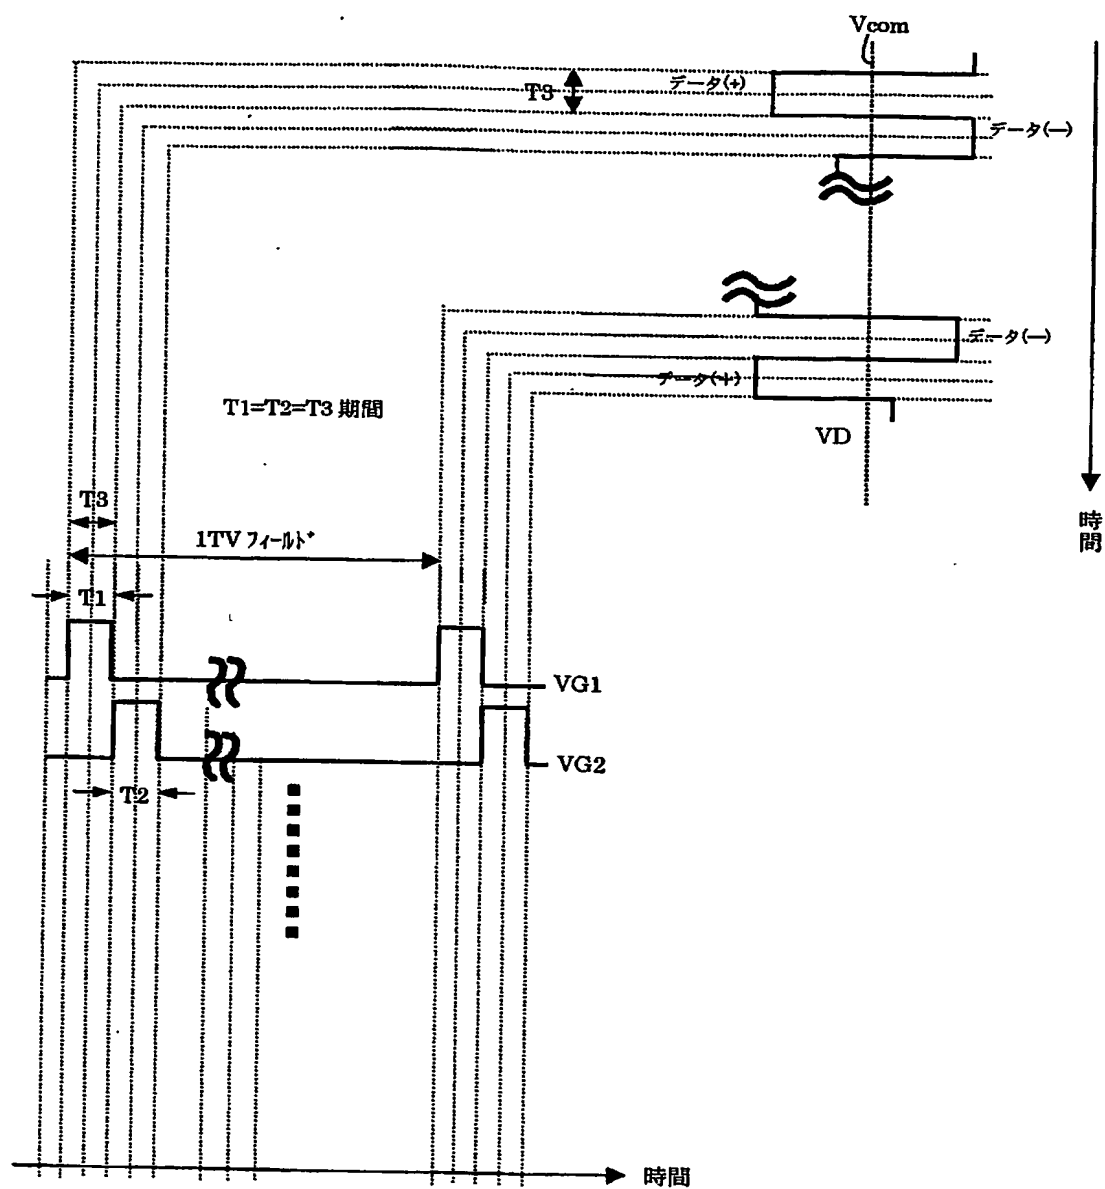 Vcom
T3
データ(+)
データ(—)
データ(—)
データ(+)
T1=T2=T3 期間
VD
T3
時間
1TV フィールド
T1
VG1
VG2
T2
時間